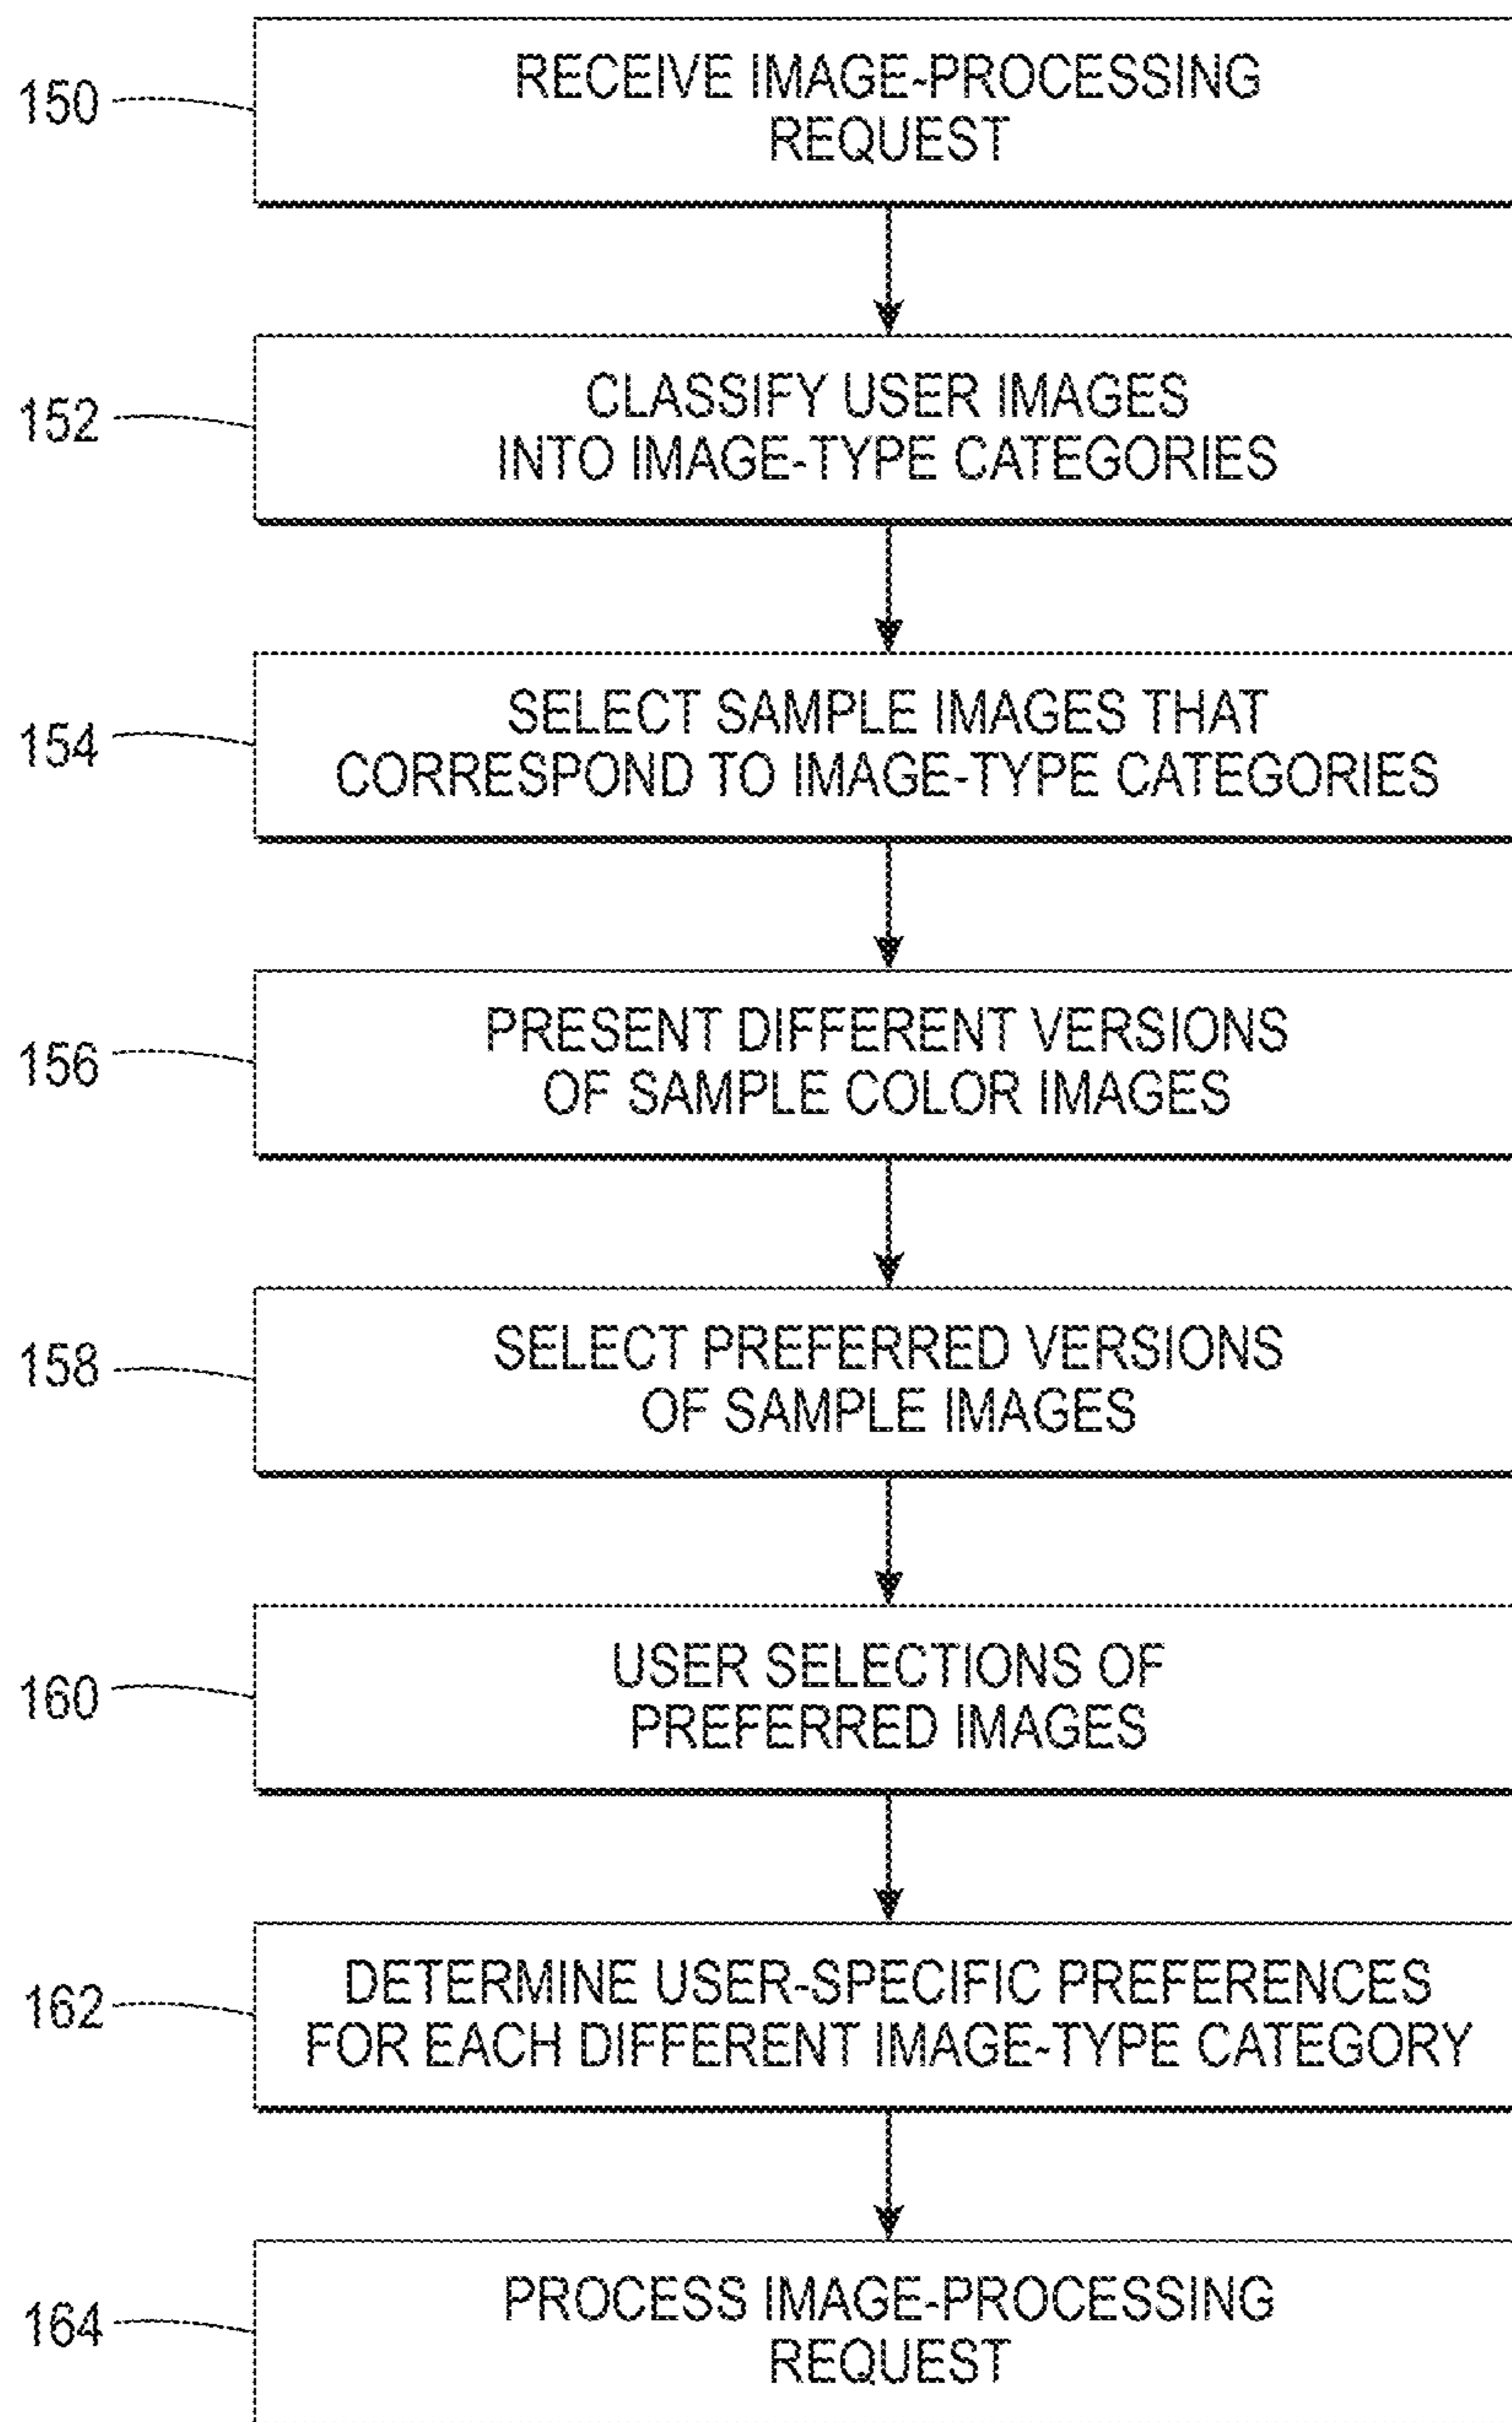 150
RECEIVE IMAGE-PROCESSING
REQUEST
152
CLASSIFY USER IMAGES
INTO IMAGE-TYPE CATEGORIES
154
SELECT SAMPLE IMAGES THAT
CORRESPOND TO IMAGE-TYPE CATEGORIES
156
PRESENT DIFFERENT VERSIONS
OF SAMPLE COLOR IMAGES
158
SELECT PREFERRED VERSIONS
OF SAMPLE IMAGES
160
USER SELECTIONS OF
PREFERRED IMAGES
162
DETERMINE USER-SPECIFIC PREFERENCES
FOR EACH DIFFERENT IMAGE-TYPE CATEGORY
164
PROCESS IMAGE-PROCESSING
REQUEST